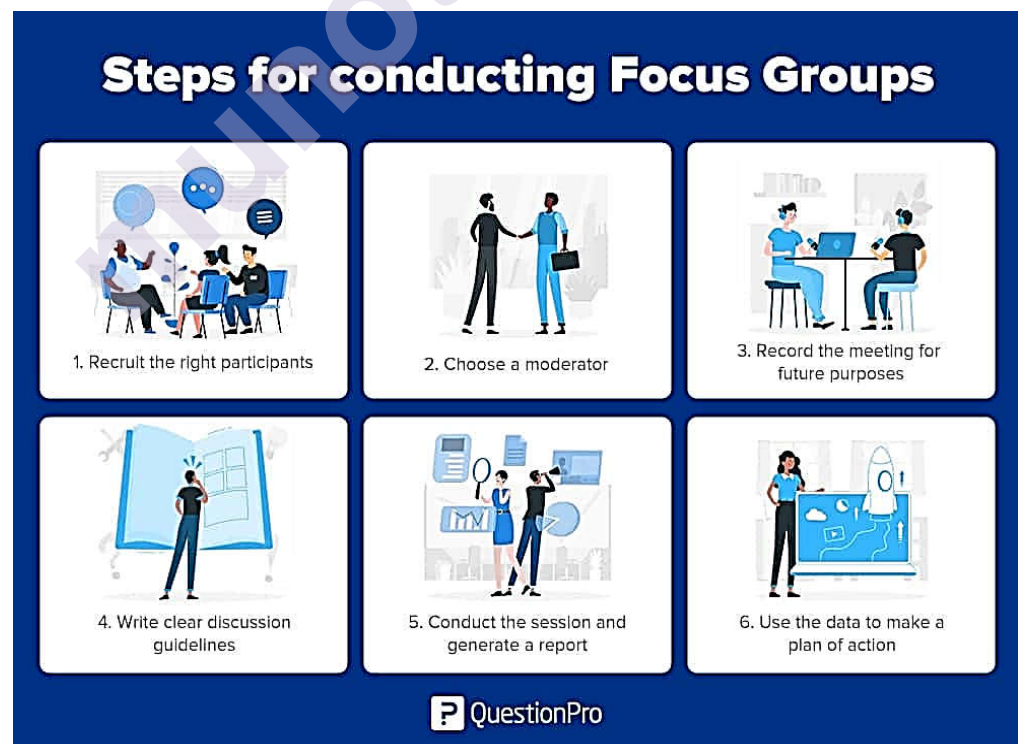 Steps for conducting Focus Groups
1. Recruit the right participants
2. Choose a moderator
3. Record the meeting for
future purposes
4. Write clear discussion
guidelines
5. Conduct the session and
generate a report
6. Use the data to make a
plan of action
QuestionPro